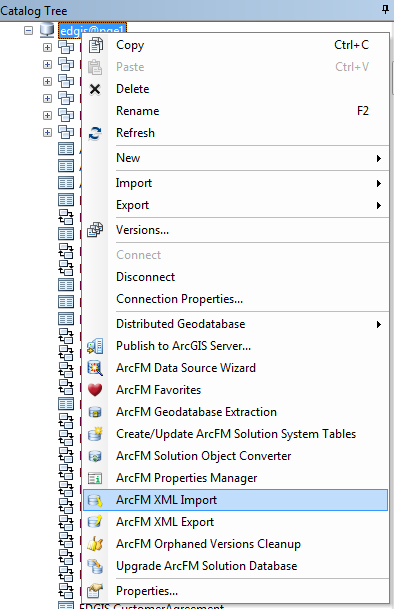 Catalog Tree
edgis@pge1
Copy Ctrl+C
Paste Ctrl+V
Delete
Rename F2
Refresh
New
Import
Export
Versions...
Connect
Disconnect
Connection Properties...
Distributed Geodatabase
Publish to ArcGIS Server...
ArcFM Data Source Wizard
ArcFM Favorites
ArcFM Geodatabase Extraction
Create/Update ArcFM Solution System Tables
ArcFM Solution Object Converter
ArcFM Properties Manager
ArcFM XML Import
ArcFM XML Export
ArcFM Orphaned Versions Cleanup
Upgrade ArcFM Solution Database
Properties...
EDGIS.CustomerAgreement